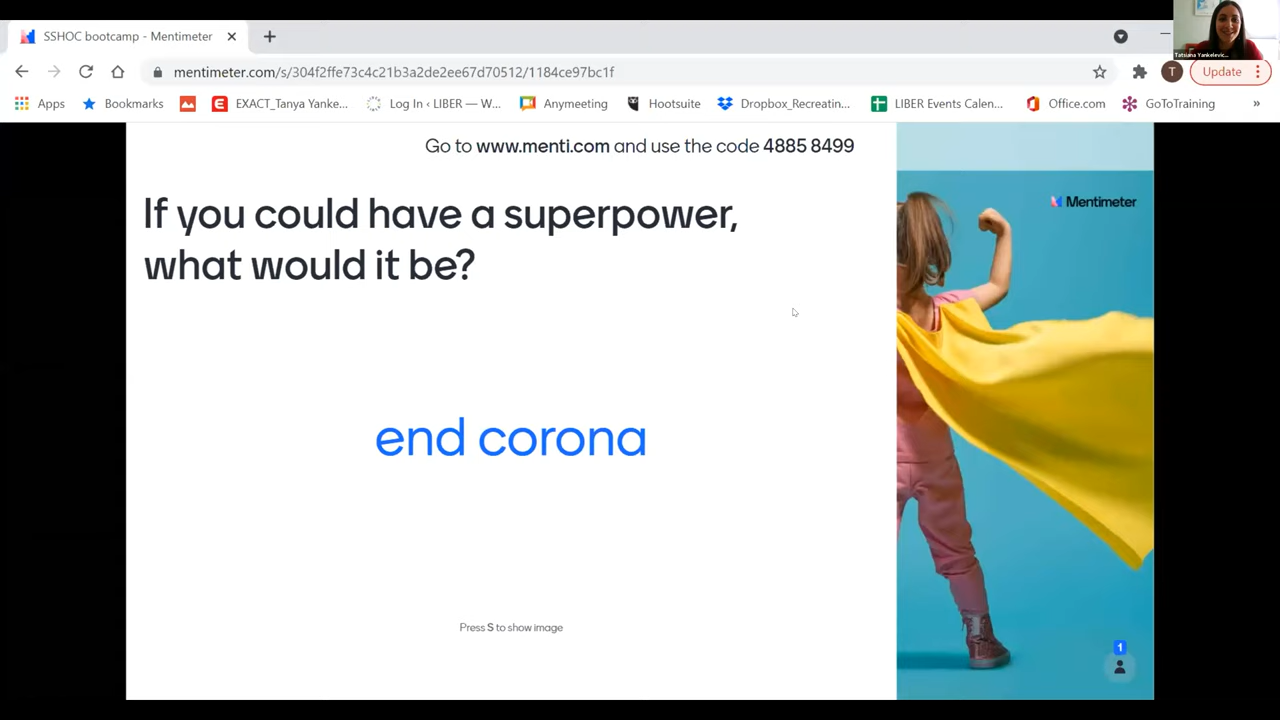 SSHOC bootcamp - Mentimeter
mentimeter.com/s/304f2ffe73c4c21b3a2de2ee67d70512/1184ce97bc1f
T
Update
Apps
Bookmarks
EXACT_Tanya Yanke...
Log In ‹ LIBER — W...
Anymeeting
Hootsuite
Dropbox_Recreatin...
LIBER Events Calen...
Office.com
GoToTraining
»
Tatsiana Yankelevic...
Go to www.menti.com and use the code 4885 8499
If you could have a superpower,
what would it be?
end corona
Press S to show image
Mentimeter
1